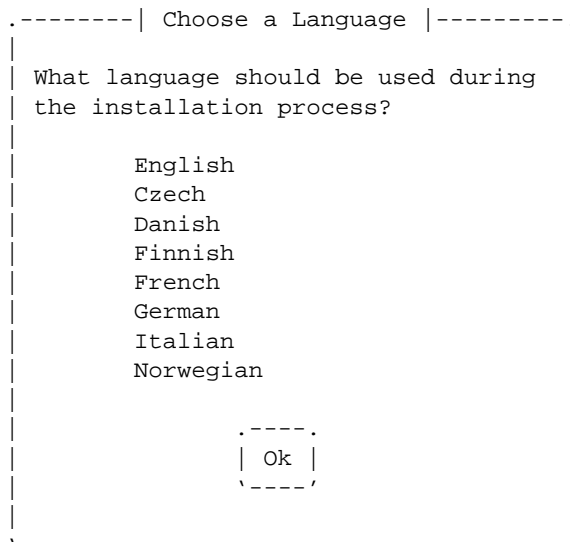 .--------| Choose a Language |---------
|
| What language should be used during
| the installation process?
|
| English
| Czech
| Danish
| Finnish
| French
| German
| Italian
| Norwegian
|
| .----.
| | Ok |
| `----'
|
`